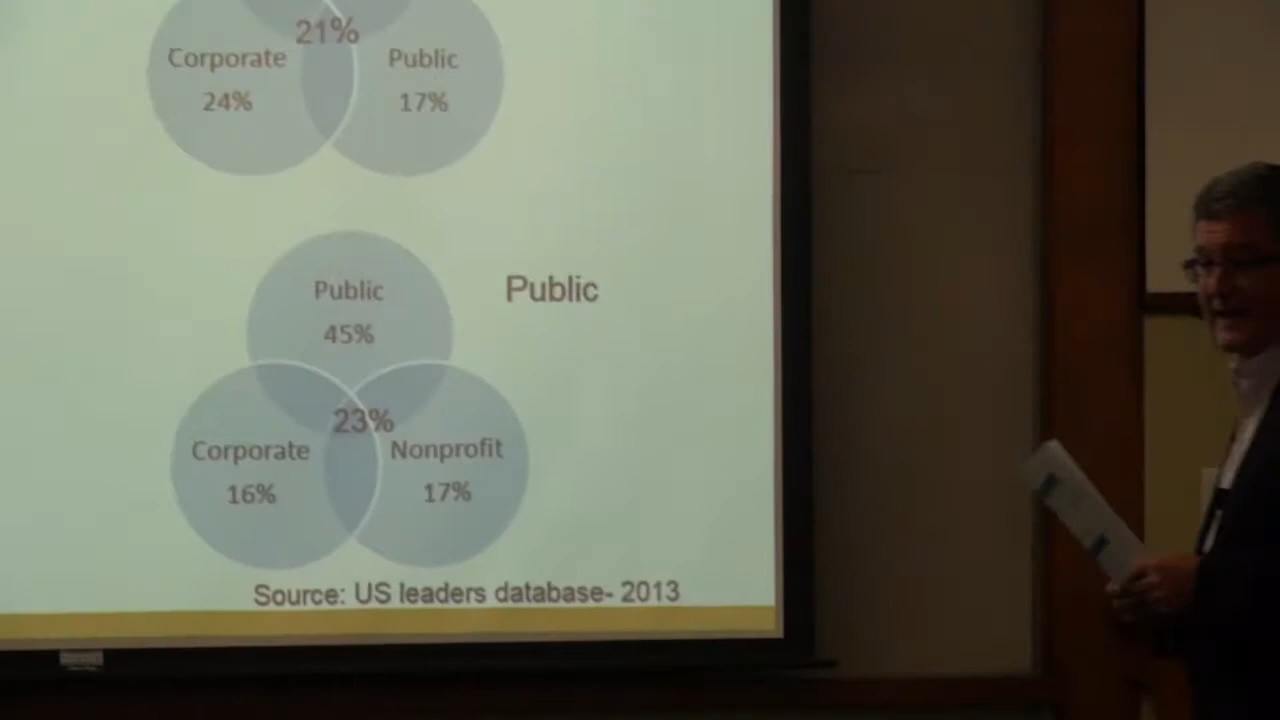 21%
Corporate Public
24% 17%
Public
45%
Public
23%
Corporate Nonprofit
16% 17%
Source: US leaders database- 2013